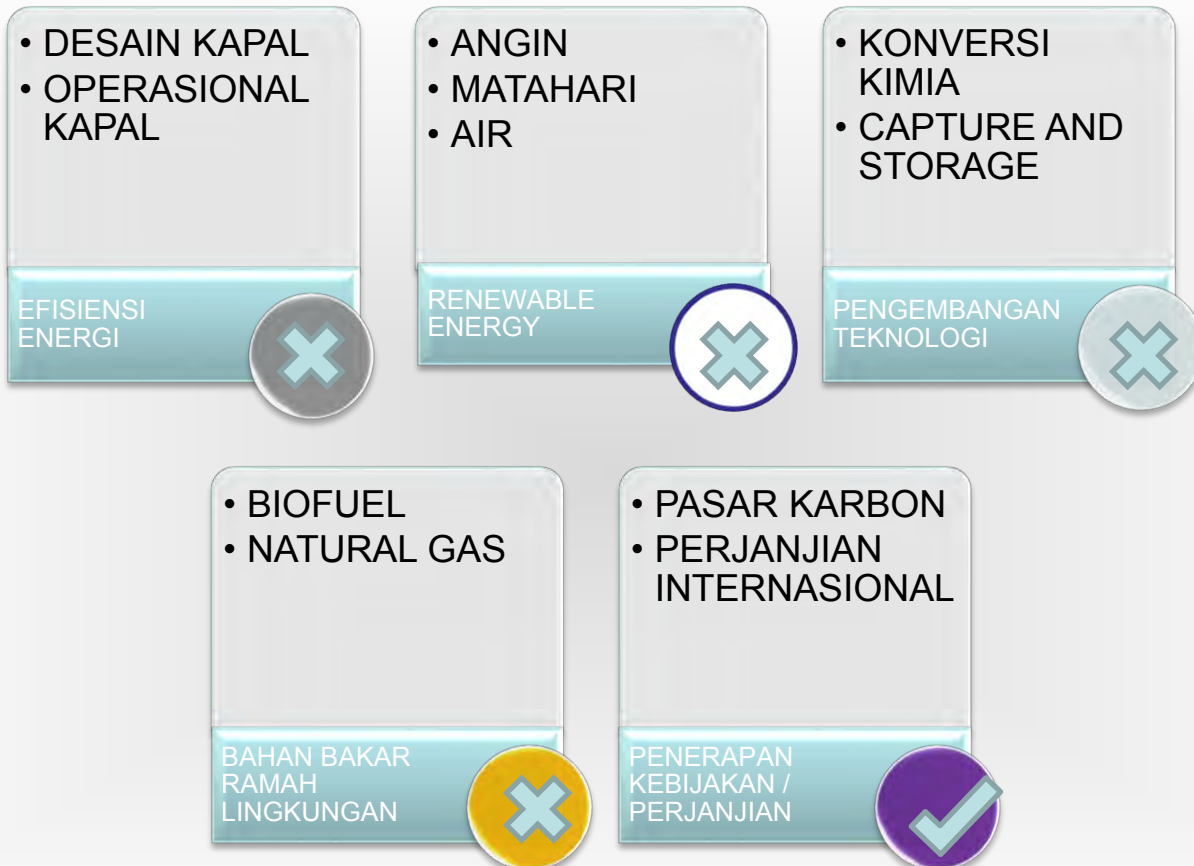 • DESAIN KAPAL
• OPERASIONAL
KAPAL
EFISIENSI
ENERGI
• ANGIN
• MATAHARI
• AIR
RENEWABLE
ENERGY
• KONVERSI
KIMIA
• CAPTURE AND
STORAGE
PENGEMBANGAN
TEKNOLOGI
• BIOFUEL
• NATURAL GAS
BAHAN BAKAR
RAMAH
LINGKUNGAN
• PASAR KARBON
• PERJANJIAN
INTERNASIONAL
PENERAPAN
KEBIJAKAN /
PERJANJIAN